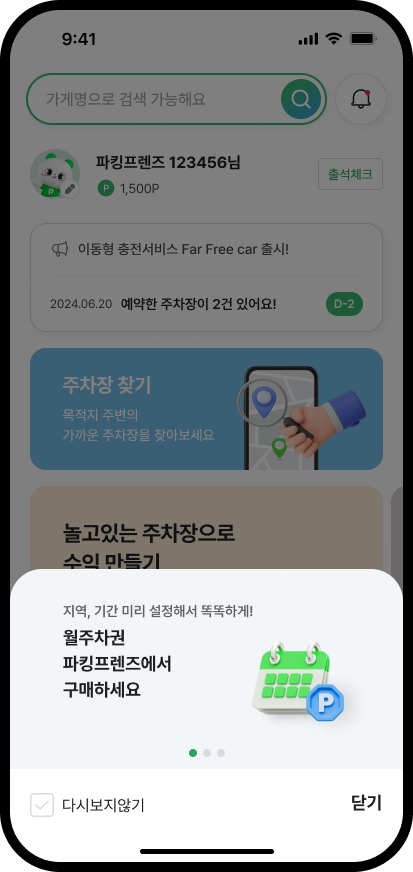 9:41
가게명으로 검색 가능해요
파킹프렌즈 123456님
P 1,500P
출석체크
이동형 충전서비스 Far Free car 출시!
2024.06.20 예약한 주차장이 2건 있어요! D-2
주차장 찾기
목적지 주변의
가까운 주차장을 찾아보세요
놀고있는 주차장으로
수익 만들기
지역, 기간 미리 설정해서 똑똑하게!
월주차권
파킹프렌즈에서
구매하세요
P
다시보지않기
닫기